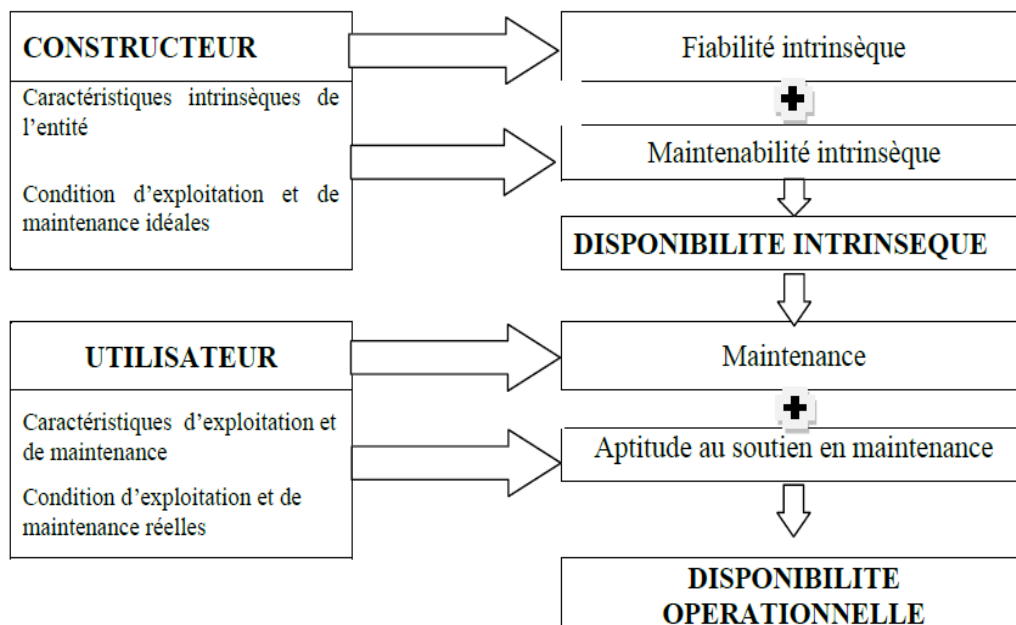 CONSTRUCTEUR
Caractéristiques intrinsèques de
l'entité
Condition d'exploitation et de
maintenance idéales
Fiabilité intrinsèque
Maintenabilité intrinsèque
DISPONIBILITE INTRINSEQUE
UTILISATEUR
Caractéristiques d'exploitation et
de maintenance
Condition d'exploitation et de
maintenance réelles
Maintenance
Aptitude au soutien en maintenance
DISPONIBILITE
OPERATIONNELLE